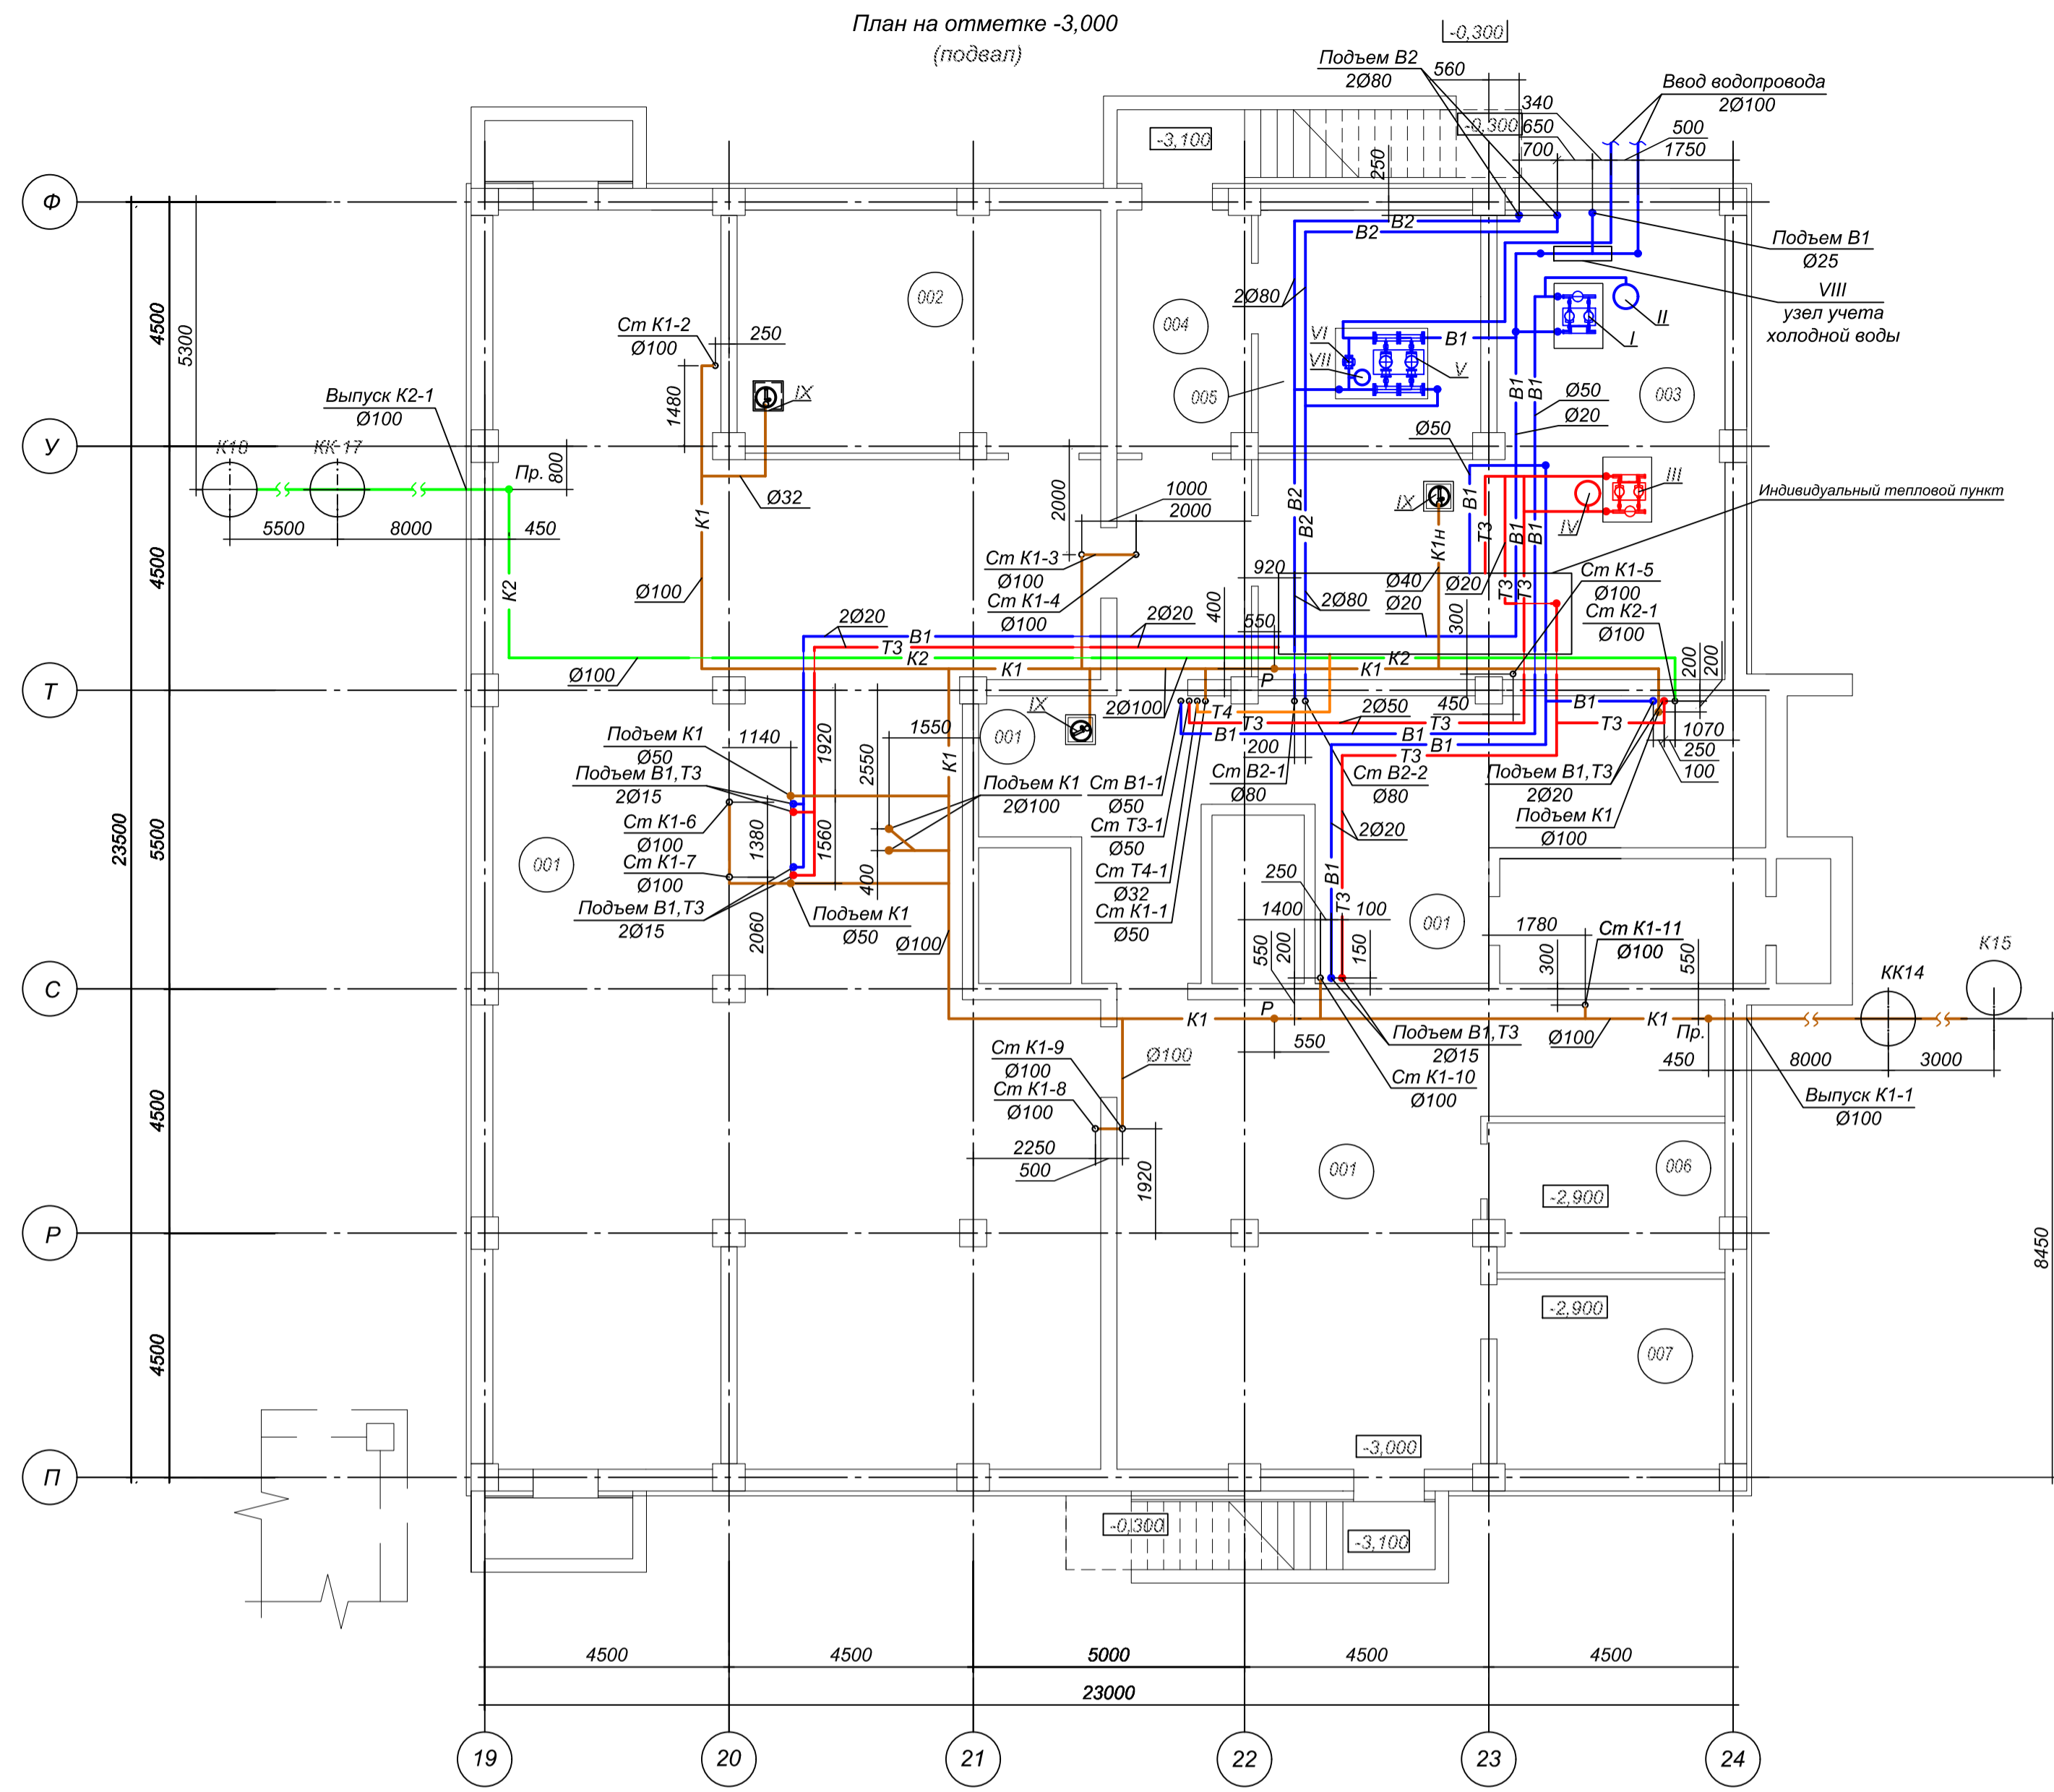 План на отметке -3,000
(подвал)
-0,300
Подъем В2
2Ø80
560
Ввод водопровода
2Ø100
340
-0,300
650
500
700
1750
250
-3,100
Ф
В2
В2
Подъем В1
Ø25
VIII
узел учета
холодной воды
002
004
2Ø80
II
I
4500
5300
Ст К1-2
Ø100
250
VI
VII
В1
V
1480
IX
005
В1
В1
Ø50
Ø20
003
Выпуск К2-1
Ø100
Ø50
У
К18
КК-17
Пр.
800
Ø32
2000
1000
2000
В2
В2
IX
В1
Т3
В1
В1
III
IV
Индивидуальный тепловой пункт
5500
8000
450
К1
К1н
4500
К2
Ст К1-3
Ø100
Ст К1-4
Ø100
920
Ø40
Ø20
Ø20
Т3
Т3
Ст К1-5
Ø100
Ст К2-1
Ø100
Ø100
2Ø20
2Ø20
400
550
2Ø80
300
В1
Т3
К2
К1
К2
К1
Ø100
Р
200
200
Т
IX
001
2Ø100
Т4
Т3
В1
2Ø50
450
Т3
В1
В1
Т3
В1
Т3
1070
250
100
1140
1920
1550
2550
К1
200
Подъем К1
Ø50
Подъем В1,Т3
2Ø15
Ст К1-6
Ø100
Ст К1-7
Ø100
Подъем В1,Т3
2Ø15
1380
1560
2060
400
Подъем К1
2Ø100
Ст В1-1
Ø50
Ст Т3-1
Ø50
Ст Т4-1
Ø32
Ст К1-1
Ø50
Ст В2-1
Ø80
Ст В2-2
Ø80
Подъем В1,Т3
2Ø20
Подъем К1
Ø100
2Ø20
23500
5500
001
Подъем К1
Ø50
Ø100
В1
Т3
250
1400
100
550
200
150
001
1780
300
Ст К1-11
Ø100
550
К15
КК14
С
К1
Р
550
Подъем В1,Т3
2Ø15
Ст К1-10
Ø100
Ø100
К1
Пр.
450
8000
3000
Выпуск К1-1
Ø100
Ст К1-9
Ø100
Ст К1-8
Ø100
Ø100
4500
2250
500
1920
001
006
-2,900
Р
8450
-2,900
007
4500
-3,000
П
-0,300
-3,100
4500
4500
5000
4500
4500
23000
19
20
21
22
23
24